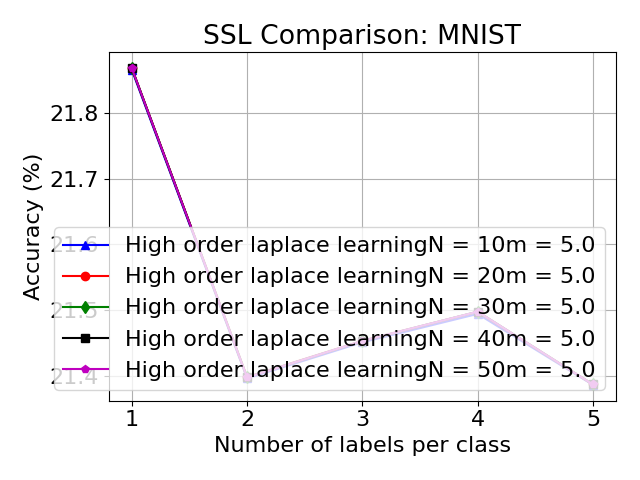 SSL Comparison: MNIST
Accuracy (%)
21.8
21.7
21.6
21.4
High order laplace learningN = 10m = 5.0
High order laplace learningN = 20m = 5.0
High order laplace learningN = 30m = 5.0
High order laplace learningN = 40m = 5.0
High order laplace learningN = 50m = 5.0
1 2 3 4 5
Number of labels per class